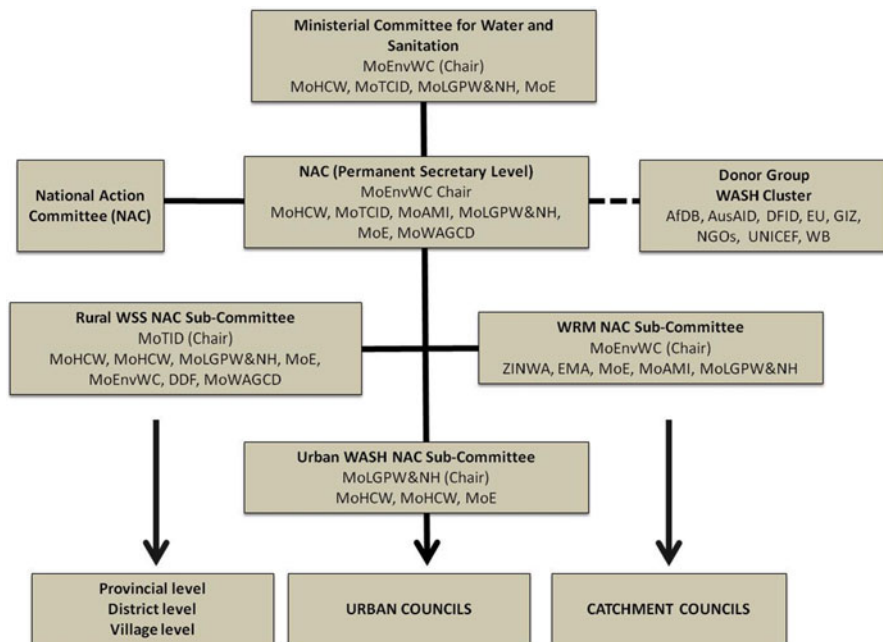 Ministerial Committee for Water and
Sanitation
MoEnvWC (Chair)
MoHCW, MoTCID, MoLGPW&NH, MoE
National Action
Committee (NAC)
NAC (Permanent Secretary Level)
MoEnvWC Chair
MoHCW, MoTCID, MoAMI, MoLGPW&NH,
MoE, MoWAGCD
Donor Group
WASH Cluster
AfDB, AusAID, DFID, EU, GIZ,
NGOs, UNICEF, WB
Rural WSS NAC Sub-Committee
MoTID (Chair)
MoHCW, MoHCW, MoLGPW&NH, MoE,
MoEnvWC, DDF, MoWAGCD
WRM NAC Sub-Committee
MoEnvWC (Chair)
ZINWA, EMA, MoE, MoAMI, MoLGPW&NH
Urban WASH NAC Sub-Committee
MoLGPW&NH (Chair)
MoHCW, MoHCW, MoE
Provincial level
District level
Village level
URBAN COUNCILS
CATCHMENT COUNCILS